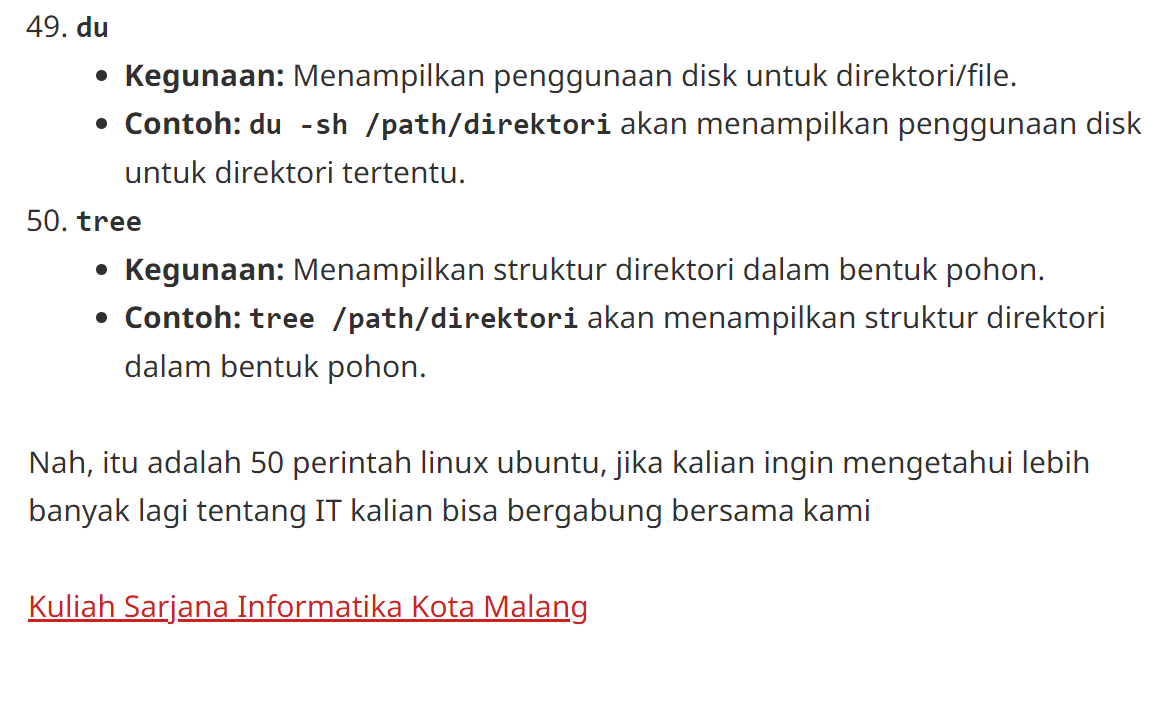 49. du
• Kegunaan: Menampilkan penggunaan disk untuk direktori/file.
• Contoh: du -sh /path/direktori akan menampilkan penggunaan disk
untuk direktori tertentu.
50. tree
• Kegunaan: Menampilkan struktur direktori dalam bentuk pohon.
• Contoh: tree /path/direktori akan menampilkan struktur direktori
dalam bentuk pohon.
Nah, itu adalah 50 perintah linux ubuntu, jika kalian ingin mengetahui lebih
banyak lagi tentang IT kalian bisa bergabung bersama kami
Kuliah Sarjana Informatika Kota Malang